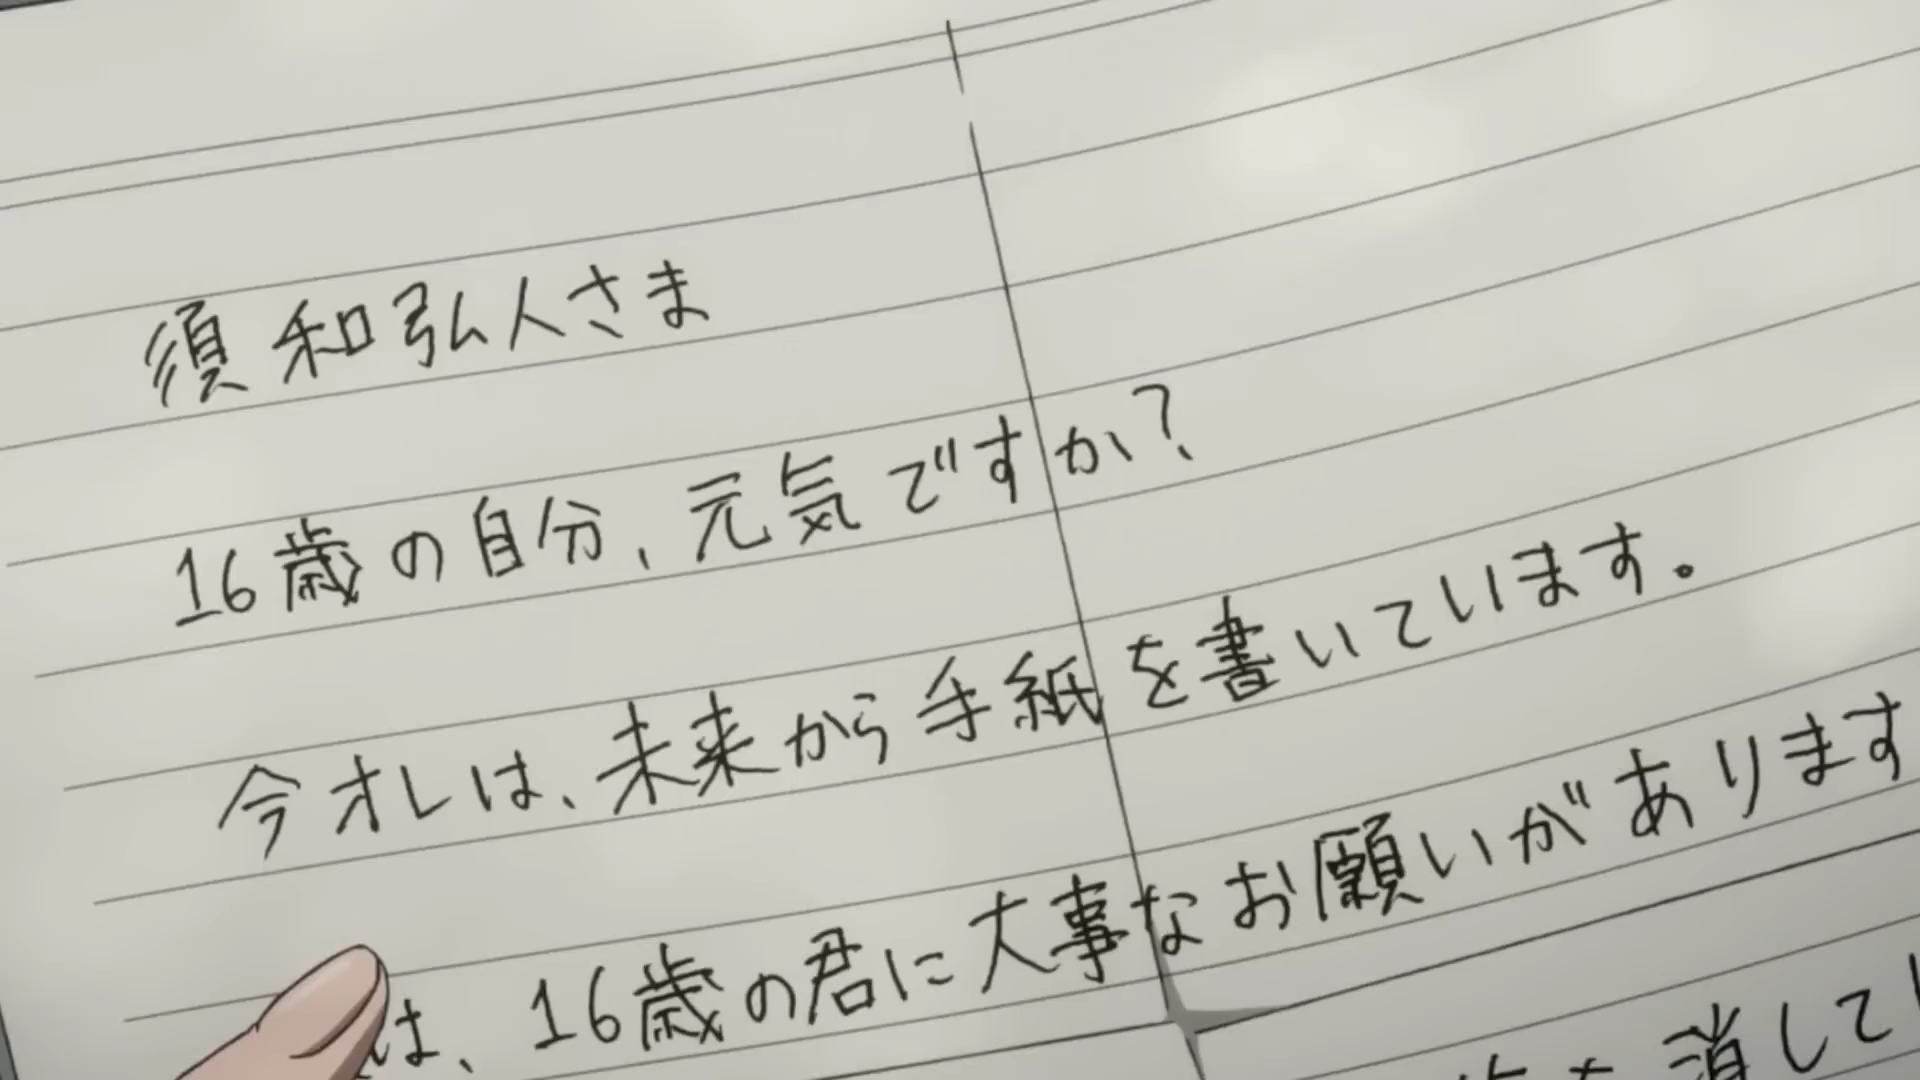 須和弘人さま
16歳の自分、元気ですか?
今オレは、未来から手紙を書いています。
は、16歳の君に大事なお願いがあります
を消して